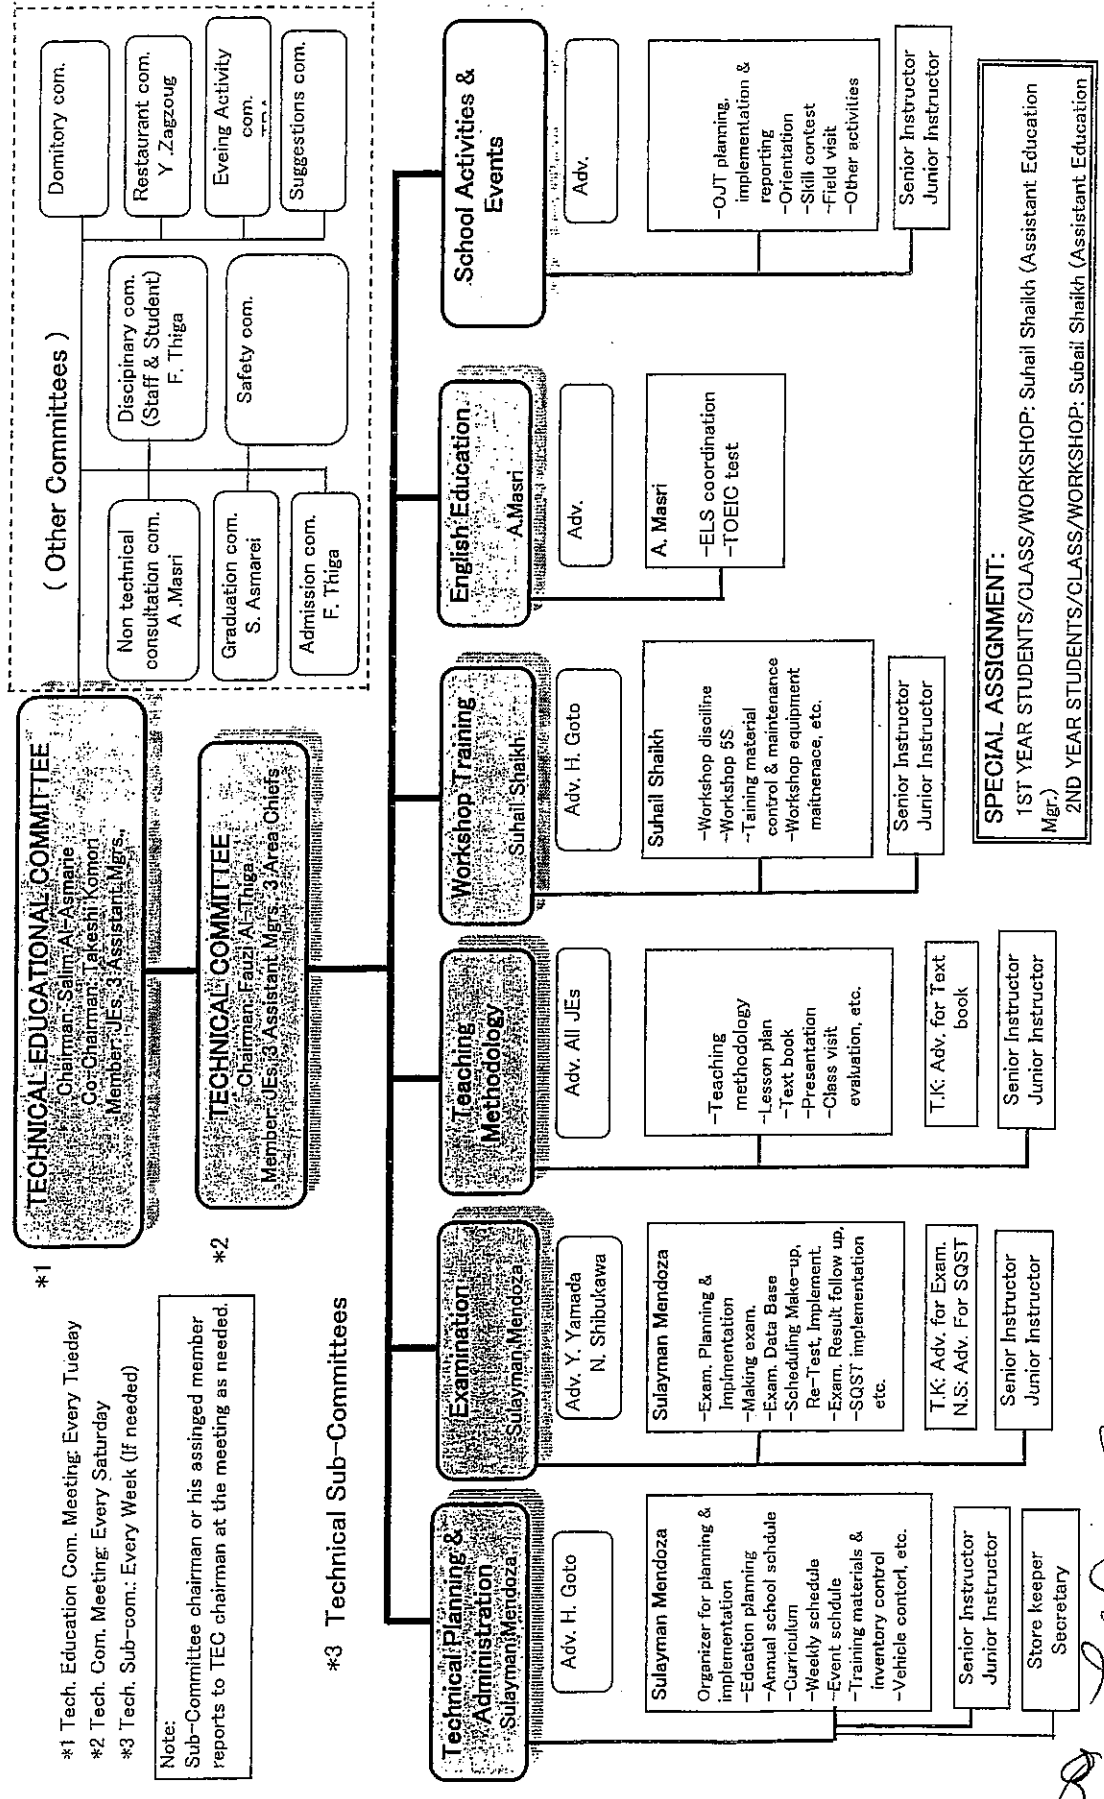 *1
TECHNICAL EDUCATIONAL COMMITTEE
Chairman: Salim Al-Asmane
Co-Chairman: Takeshi Komori
Member: JEs, 3 Assistant Mgrs.,
*1 Tech. Education Com. Meeting: Every Tueday
*2 Tech. Com. Meeting: Every Saturday
*3 Tech. Sub-com.: Every Week (If needed)
Note:
Sub-Committee chairman or his assinged member
reports to TEC chairman at the meeting as needed.
*2
TECHNICAL COMMITTEE
Chairman: Fauzi Al-Thiga
Member: JEs, 3 Assistant Mgrs, 3 Area Chiefs
( Other Committees )
Non technical
consultation com.
A .Masri
Graduation com.
S. Asmarei
Admission com.
F. Thiga
Discipinary com.
(Staff & Student)
F. Thiga
Safety com.
Domitory com.
Restaurant com.
Y .Zagzoug
Eveing Activity
com.
Suggestions com.
*3 Technical Sub-Committees
Technical Planning &
Administration
Sulayman Mendoza
Adv. H. Goto
Sulayman Mendoza
Organizer for planning &
implementation
-Edcation planning
-Annual school schdule
-Curriculum
-Weekly schedule
-Event schdule
-Training materials &
inventory control
-Vehicle contorl, etc.
Senior Instructor
Junior Instructor
Store keeper
Secretary
Examination
Sulayman Mendoza
Adv. Y. Yamada
N. Shibukawa
Sulayman Mendoza
-Exam. Planning &
Implmentation
-Making exam.
-Exam. Data Base
-Scheduling Make-up,
Re-Test, Implement.
-Exam. Result follow up,
-SQST implementation
etc.
T.K: Adv. for Exam.
N.S: Adv. For SQST
Senior Instructor
Junior Instructor
Teaching
Methodology
Adv. All JEs
-Teaching
methodology
-Lesson plan
-Text book
-Presentation
-Class visit
evaluation, etc.
T.K: Adv. for Text
book
Senior Instructor
Junior Instructor
Workshop Training
Suhail Shaikh
Adv. H. Goto
Suhail Shaikh
-Workshop disciline
-Workshop 5S
-Taining material
control & maintenance
-Workshop equipment
maitnenace, etc.
Senior Instructor
Junior Instructor
English Education
A.Masri
Adv.
A. Masri
-ELS coordination
-TOEIC test
School Activities &
Events
Adv.
-OJT planning,
implementation &
reporting
-Orientation
-Skill contest
-Field visit
-Other activities
Senior Instructor
Junior Instructor
SPECIAL ASSIGNMENT:
1ST YEAR STUDENTS/CLASS/WORKSHOP: Suhail Shaikh (Assistant Education
Mgr.)
2ND YEAR STUDENTS/CLASS/WORKSHOP: Subail Shaikh (Assistant Education